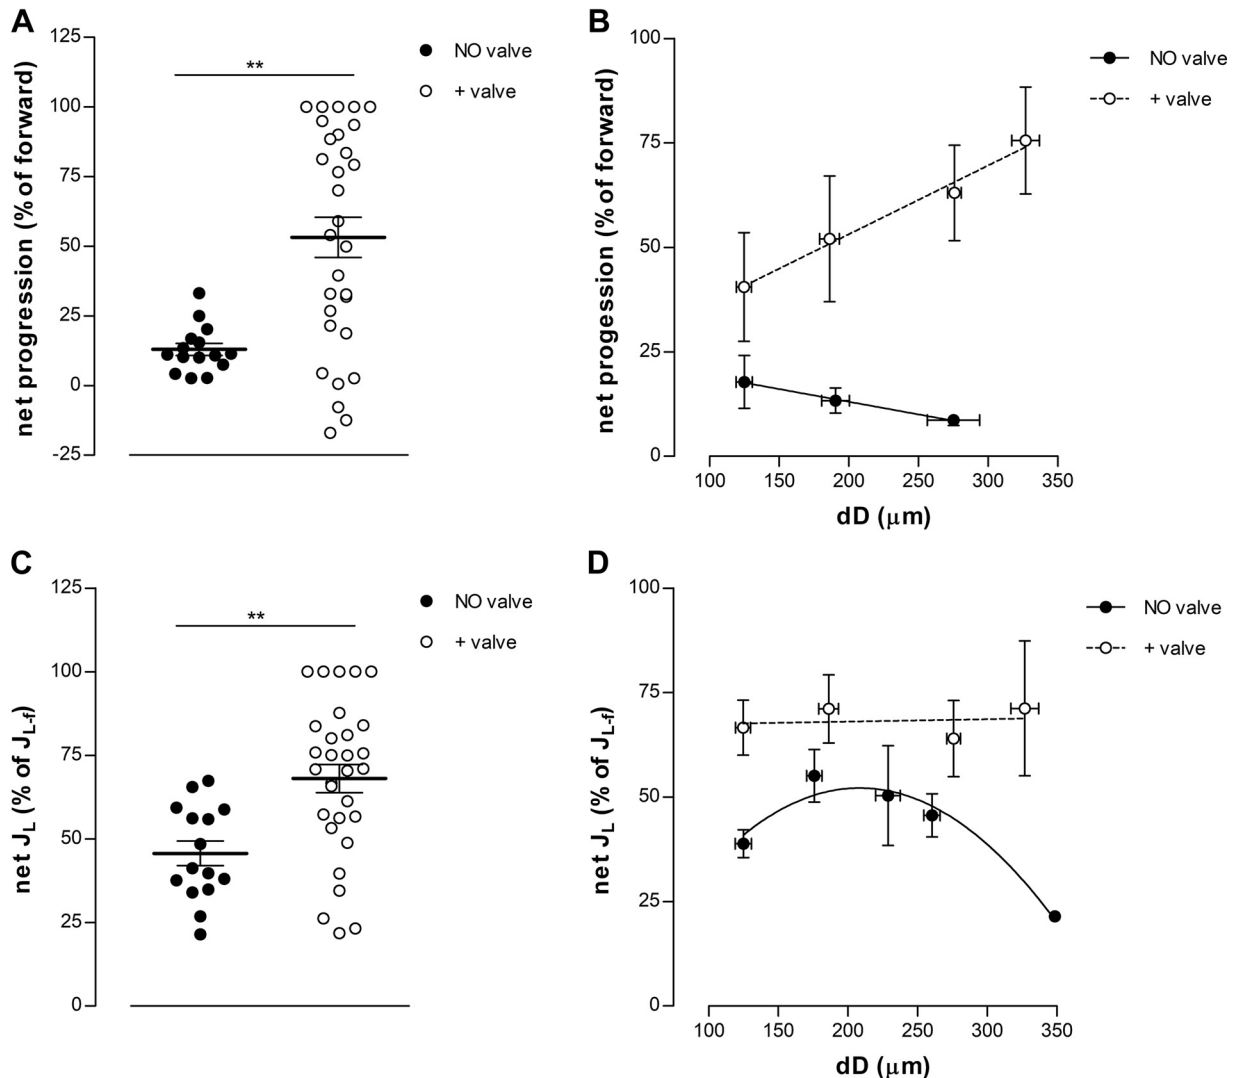 A
125
100
75
50
25
0
-25
net progression (% of forward)
**
NO valve
+ valve
B
100
75
50
25
0
net progession (% of forward)
NO valve
+ valve
100 150 200 250 300 350
dD (μm)
C
125
100
75
50
25
0
net JL (% of JL-f)
**
NO valve
+ valve
D
100
75
50
25
0
net JL (% of JL-f)
NO valve
+ valve
100 150 200 250 300 350
dD (μm)